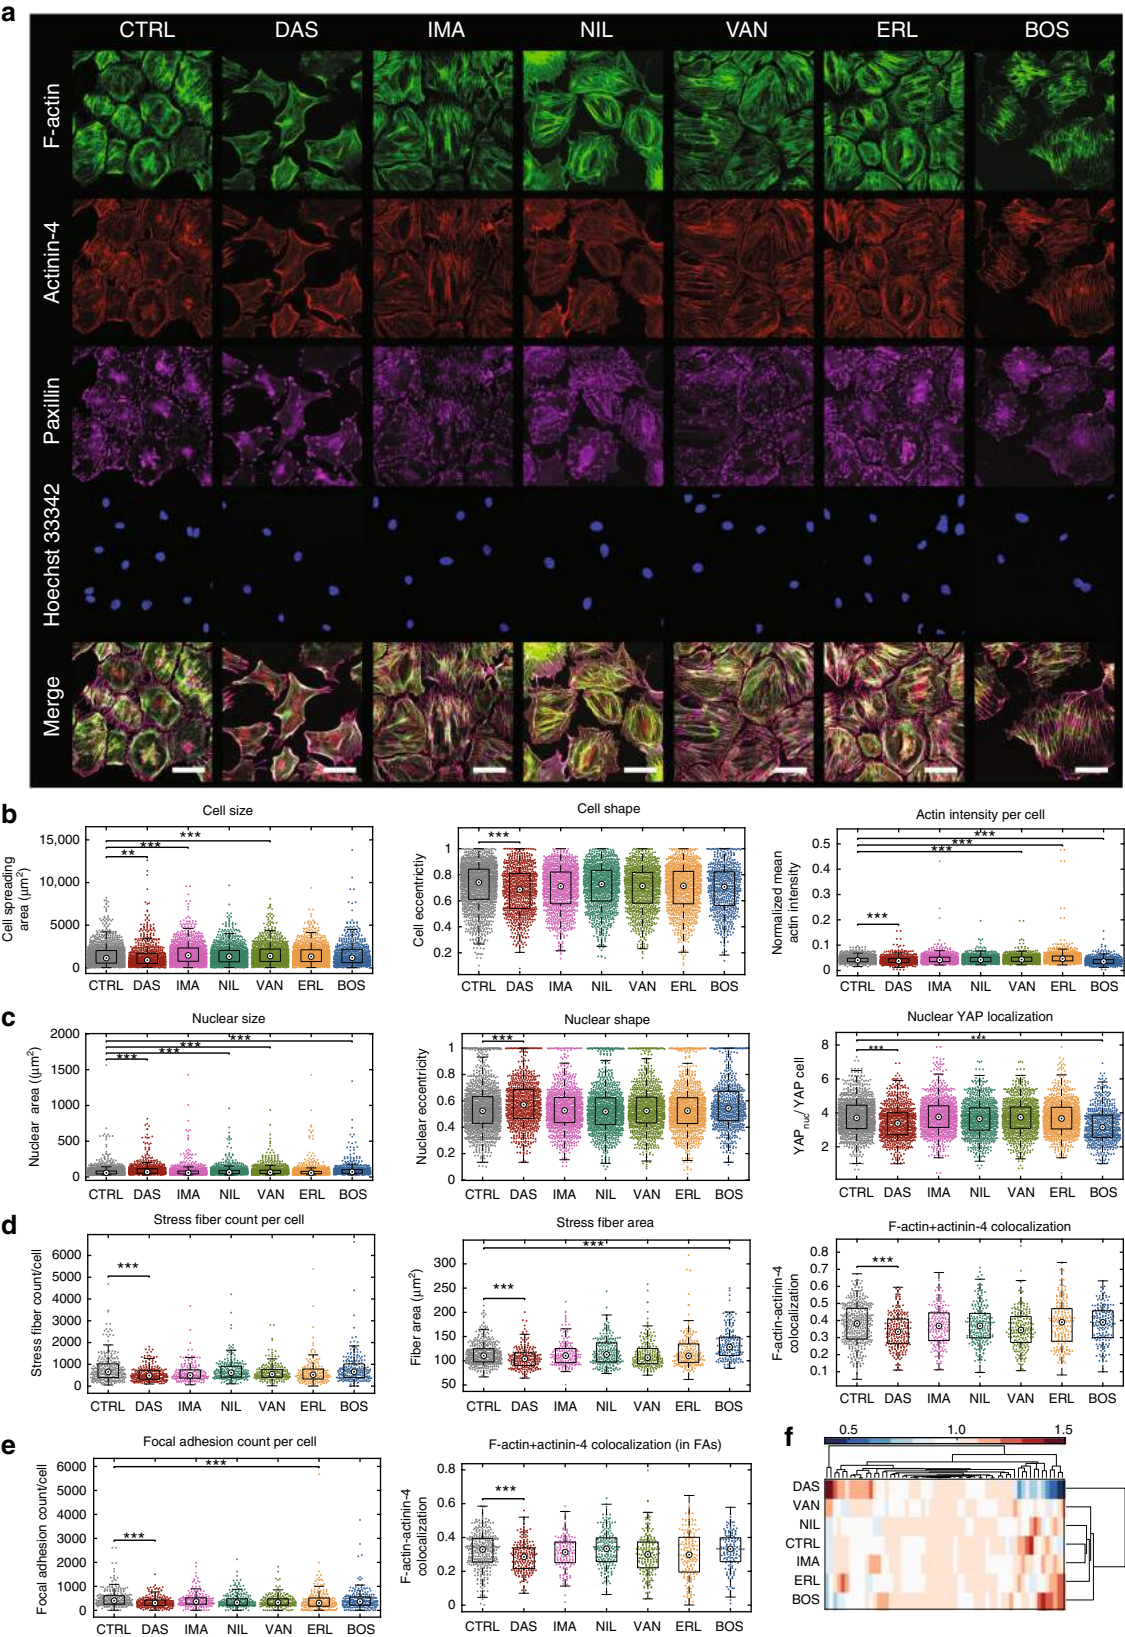 a
CTRL DAS IMA NIL VAN ERL BOS
F-actin
Actinin-4
Paxillin
Hoechst 33342
Merge
b
Cell size
Cell spreading
area (μm²)
15,000
10,000
5000
0
** *** ***
CTRL DAS IMA NIL VAN ERL BOS
Cell shape
Cell eccentrictiy
1
0.8
0.6
0.4
0.2
***
CTRL DAS IMA NIL VAN ERL BOS
Actin intensity per cell
Normalized mean
actin intensity
0.5
0.4
0.3
0.2
0.1
0
*** *** *** ***
CTRL DAS IMA NIL VAN ERL BOS
c
Nuclear size
Nuclear area ((μm²)
2000
1500
1000
500
0
*** *** *** ***
CTRL DAS IMA NIL VAN ERL BOS
Nuclear shape
Nuclear eccentricity
1
0.8
0.6
0.4
0.2
0
***
CTRL DAS IMA NIL VAN ERL BOS
Nuclear YAP localization
YAPnuc/YAP cell
8
6
4
2
*** ***
CTRL DAS IMA NIL VAN ERL BOS
d
Stress fiber count per cell
Stress fiber count/cell
6000
5000
4000
3000
2000
1000
0
***
CTRL DAS IMA NIL VAN ERL BOS
Stress fiber area
Fiber area (μm²)
300
250
200
150
100
50
*** ***
CTRL DAS IMA NIL VAN ERL BOS
F-actin+actinin-4 colocalization
F-actin-actinin-4
colocalization
0.8
0.7
0.6
0.5
0.4
0.3
0.2
0.1
***
CTRL DAS IMA NIL VAN ERL BOS
e
Focal adhesion count per cell
Focal adhesion count/cell
6000
5000
4000
3000
2000
1000
0
*** ***
CTRL DAS IMA NIL VAN ERL BOS
F-actin+actinin-4 colocalization (in FAs)
F-actin-actinin-4
colocalization
0.8
0.6
0.4
0.2
0
***
CTRL DAS IMA NIL VAN ERL BOS
f
0.5 1.0 1.5
DAS
VAN
NIL
CTRL
IMA
ERL
BOS